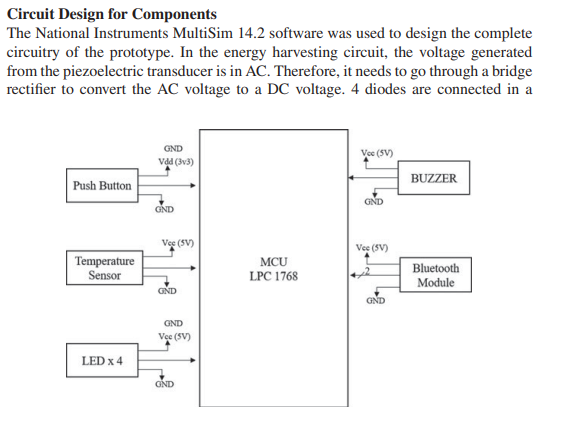 Circuit Design for Components
The National Instruments MultiSim 14.2 software was used to design the complete
circuitry of the prototype. In the energy harvesting circuit, the voltage generated
from the piezoelectric transducer is in AC. Therefore, it needs to go through a bridge
rectifier to convert the AC voltage to a DC voltage. 4 diodes are connected in a
GND
Vdd (3v3)
Push Button
GND
Vcc (5V)
Temperature
Sensor
GND
GND
Vcc (5V)
LED x 4
GND
MCU
LPC 1768
Vcc (5V)
BUZZER
GND
Vcc (5V)
2
Bluetooth
Module
GND